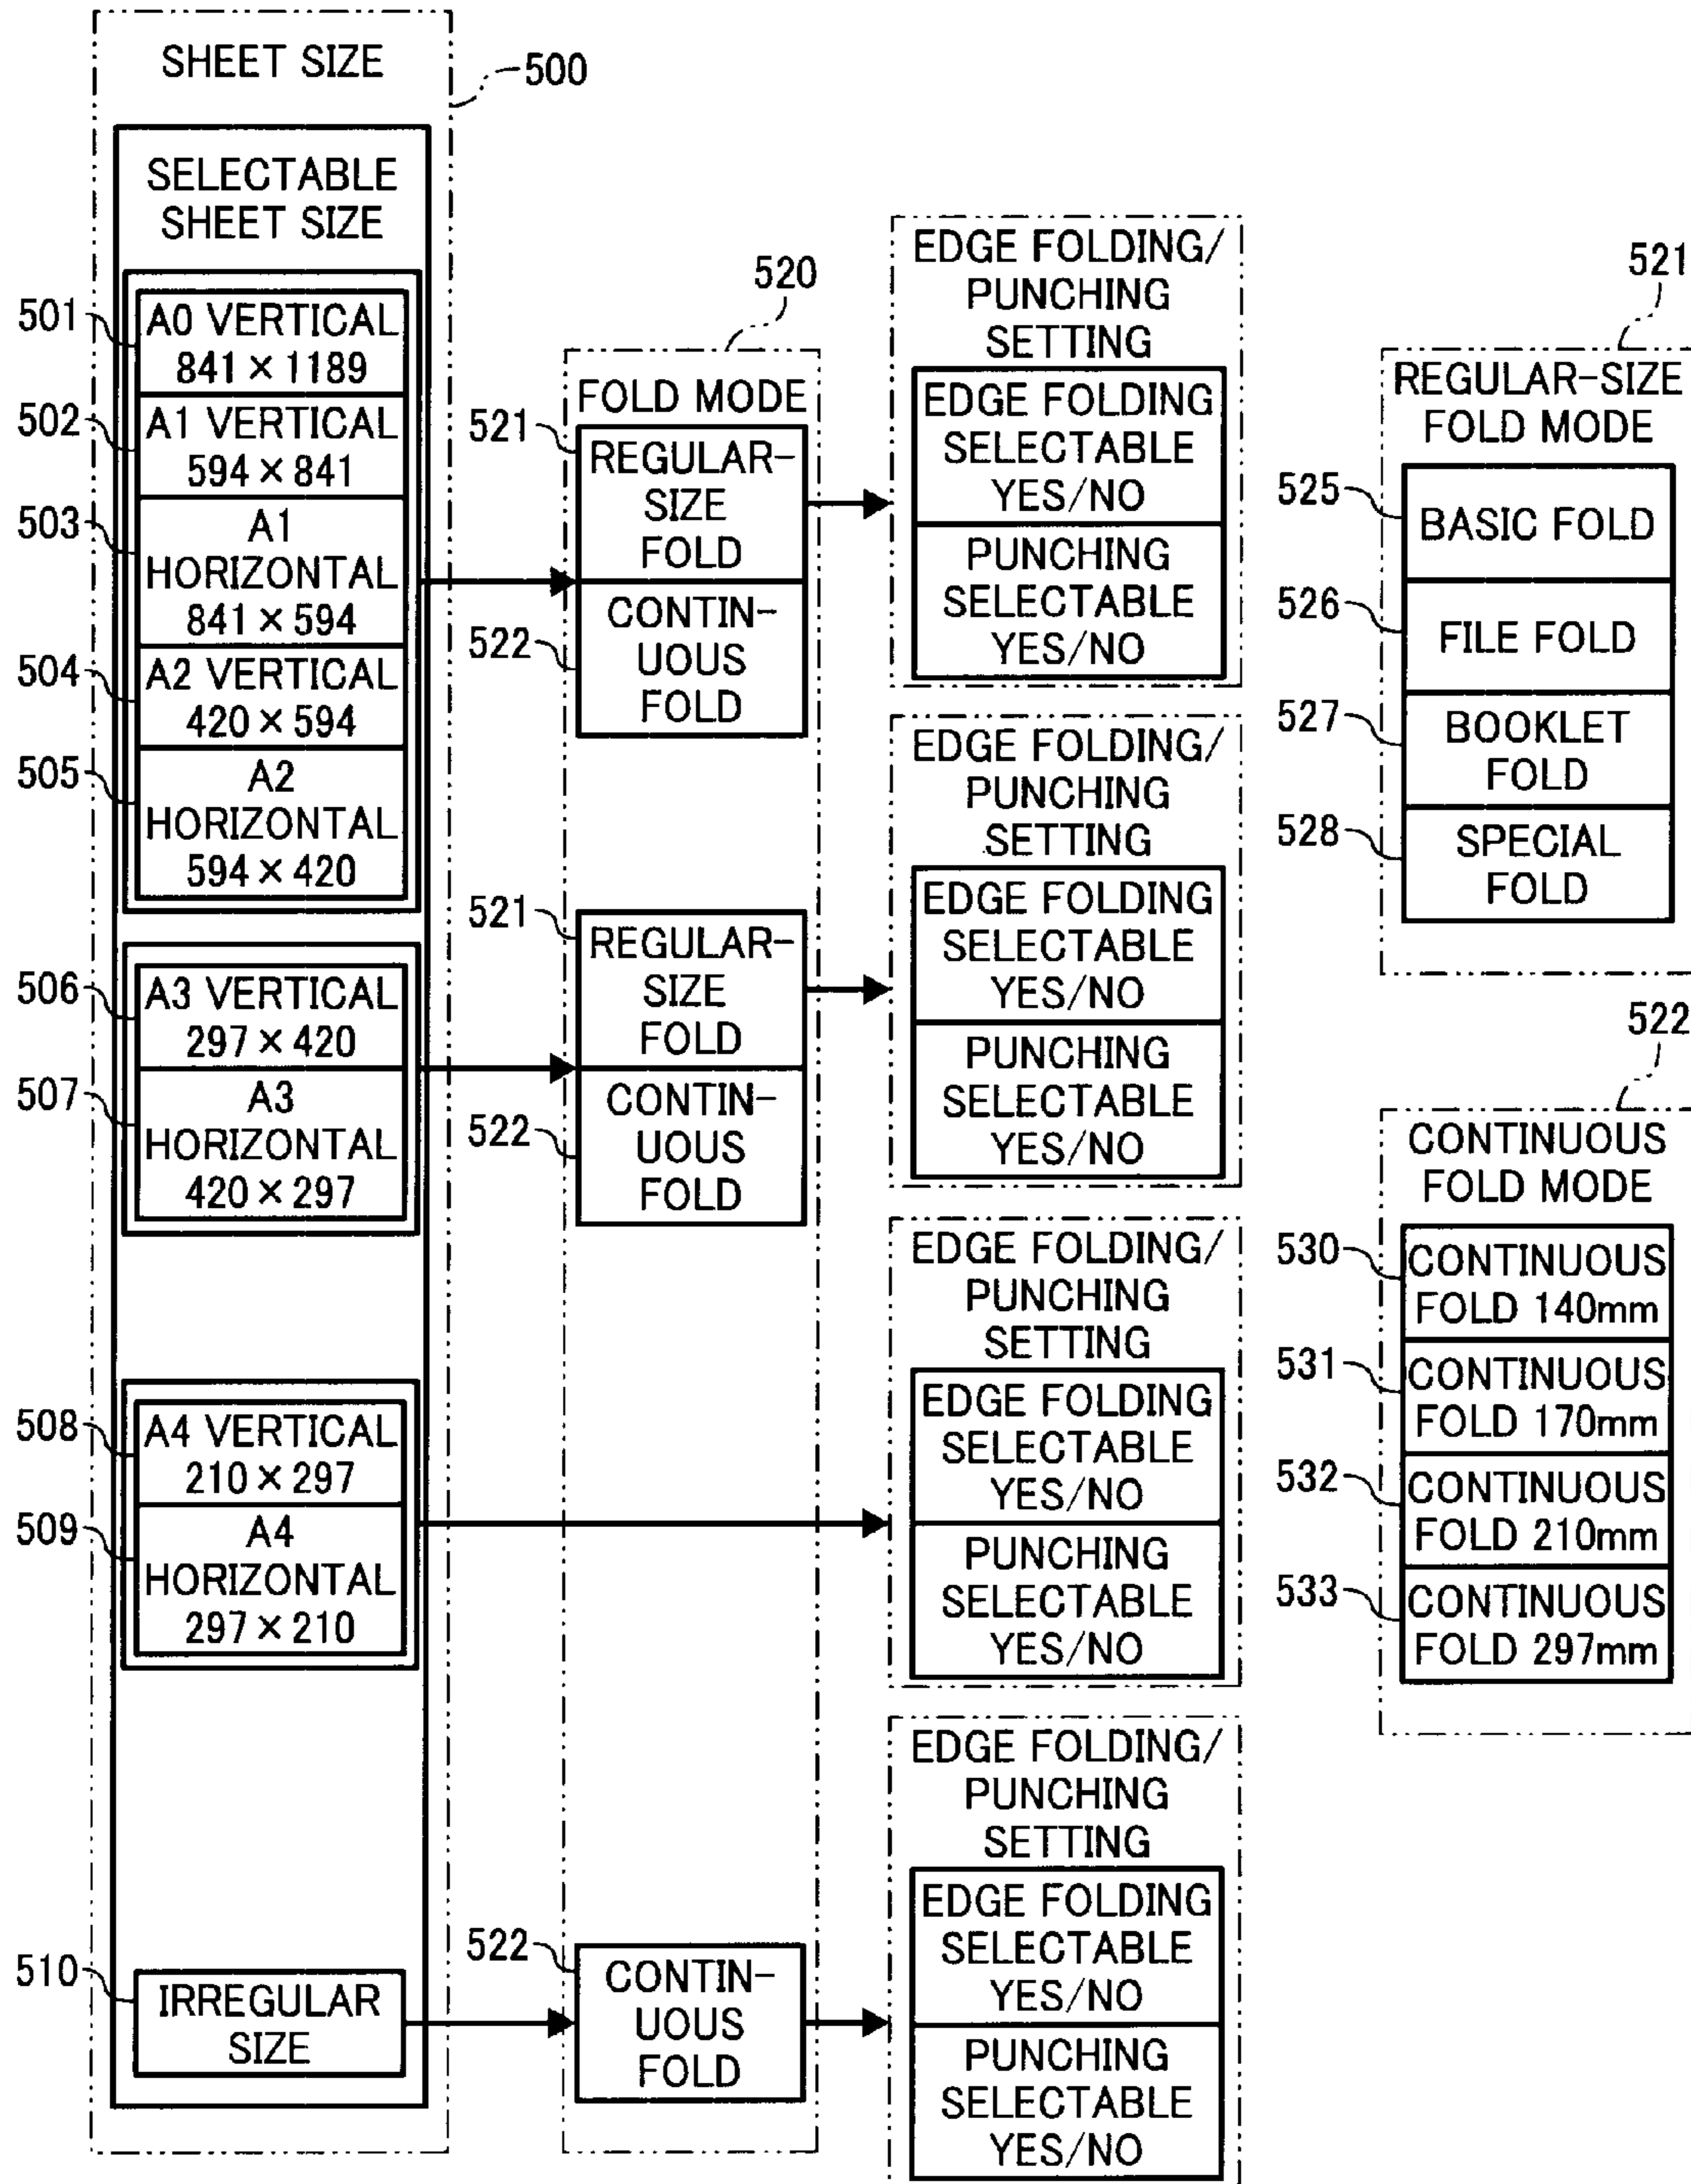 SHEET SIZE
500
SELECTABLE
SHEET SIZE
501
A0 VERTICAL
841 × 1189
502
A1 VERTICAL
594 × 841
503
A1
HORIZONTAL
841 × 594
504
A2 VERTICAL
420 × 594
505
A2
HORIZONTAL
594 × 420
506
A3 VERTICAL
297 × 420
507
A3
HORIZONTAL
420 × 297
508
A4 VERTICAL
210 × 297
509
A4
HORIZONTAL
297 × 210
510
IRREGULAR
SIZE
520
FOLD MODE
521
REGULAR-
SIZE
FOLD
522
CONTIN-
UOUS
FOLD
521
REGULAR-
SIZE
FOLD
522
CONTIN-
UOUS
FOLD
522
CONTIN-
UOUS
FOLD
EDGE FOLDING/
PUNCHING
SETTING
EDGE FOLDING
SELECTABLE
YES/NO
PUNCHING
SELECTABLE
YES/NO
EDGE FOLDING/
PUNCHING
SETTING
EDGE FOLDING
SELECTABLE
YES/NO
PUNCHING
SELECTABLE
YES/NO
EDGE FOLDING/
PUNCHING
SETTING
EDGE FOLDING
SELECTABLE
YES/NO
PUNCHING
SELECTABLE
YES/NO
EDGE FOLDING/
PUNCHING
SETTING
EDGE FOLDING
SELECTABLE
YES/NO
PUNCHING
SELECTABLE
YES/NO
521
REGULAR-SIZE
FOLD MODE
525
BASIC FOLD
526
FILE FOLD
527
BOOKLET
FOLD
528
SPECIAL
FOLD
522
CONTINUOUS
FOLD MODE
530
CONTINUOUS
FOLD 140mm
531
CONTINUOUS
FOLD 170mm
532
CONTINUOUS
FOLD 210mm
533
CONTINUOUS
FOLD 297mm